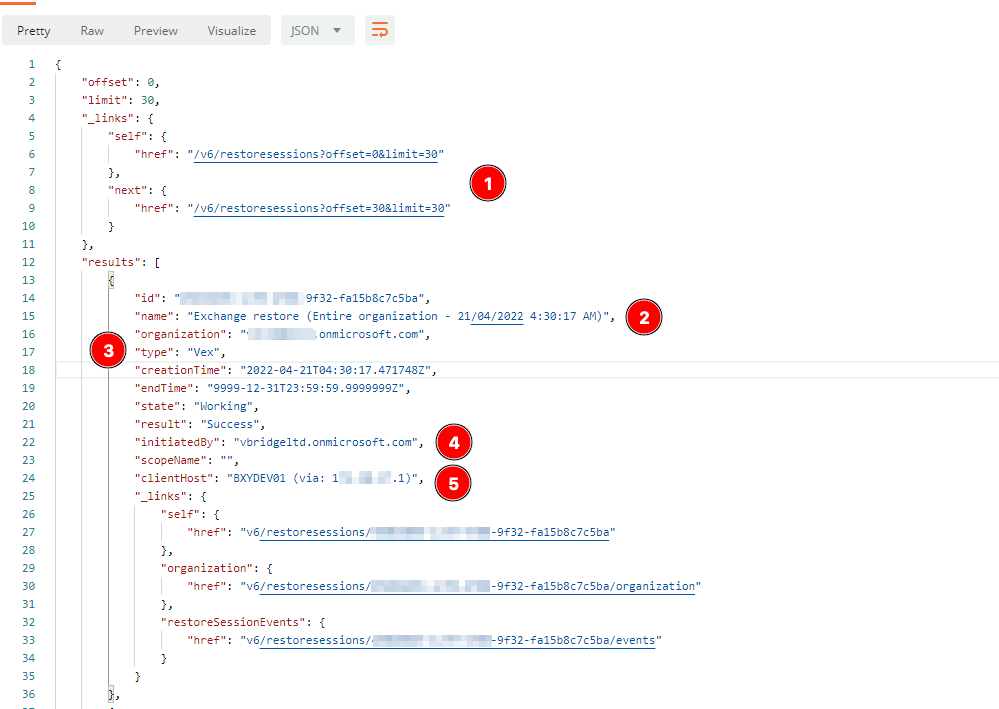 Pretty Raw Preview Visualize JSON
1 {
2 "offset": 0,
3 "limit": 30,
4 "_links": {
5 "self": {
6 "href": "/v6/restoresessions?offset=0&limit=30"
7 },
8 "next": {
9 "href": "/v6/restoresessions?offset=30&limit=30"
10 }
11 },
12 "results": [
13 {
14 "id": " 9f32-fa15b8c7c5ba",
15 "name": "Exchange restore (Entire organization - 21/04/2022 4:30:17 AM)",
16 "organization": " .onmicrosoft.com",
17 "type": "Vex",
18 "creationTime": "2022-04-21T04:30:17.471748Z",
19 "endTime": "9999-12-31T23:59:59.9999999Z",
20 "state": "Working",
21 "result": "Success",
22 "initiatedBy": "vbridgeltd.onmicrosoft.com",
23 "scopeName": "",
24 "clientHost": "BXYDEV01 (via: 1 .1)",
25 "_links": {
26 "self": {
27 "href": "v6/restoresessions/ -9f32-fa15b8c7c5ba"
28 },
29 "organization": {
30 "href": "v6/restoresessions/ -9f32-fa15b8c7c5ba/organization"
31 },
32 "restoreSessionEvents": {
33 "href": "v6/restoresessions/ -9f32-fa15b8c7c5ba/events"
34 }
35 }
36 },
1
2
3
4
5